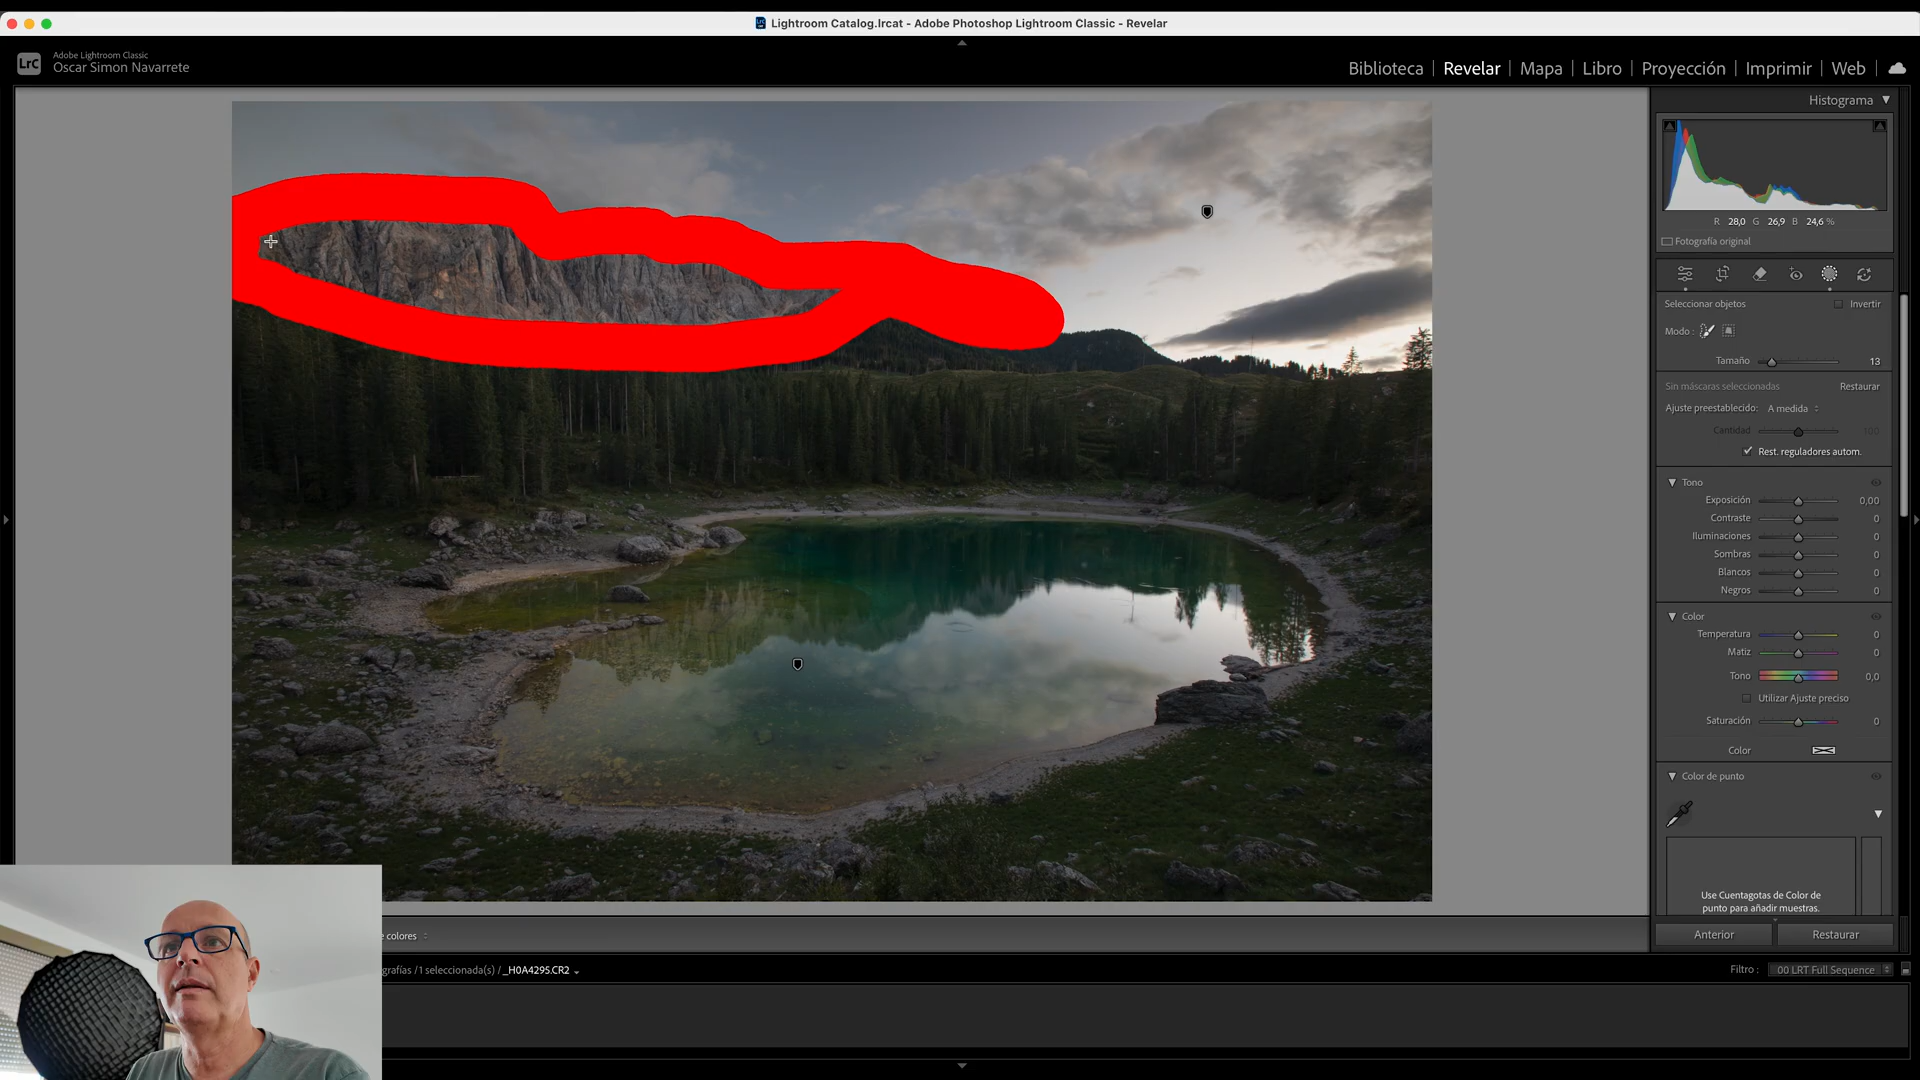 Lightroom Catalog.lrcat - Adobe Photoshop Lightroom Classic - Revelar
LrC
Adobe Lightroom Classic
Oscar Simon Navarrete
Biblioteca | Revelar | Mapa | Libro | Proyección | Imprimir | Web
Histograma
R 28,0 G 26,9 B 24,6 %
Fotografía original
Seleccionar objetos Invertir
Modo :
Tamaño 13
Sin máscaras seleccionadas Restaurar
Ajuste preestablecido: A medida
Cantidad 100
Rest. reguladores autom.
Tono
Exposición 0,00
Contraste 0
Iluminaciones 0
Sombras 0
Blancos 0
Negros 0
Color
Temperatura 0
Matiz 0
Tono 0,0
Utilizar Ajuste preciso
Saturación 0
Color
Color de punto
Use Cuentagotas de Color de
punto para añadir muestras.
Anterior Restaurar
e colores
grafías /1 seleccionada(s) /_H0A4295.CR2
Filtro : 00 LRT Full Sequence